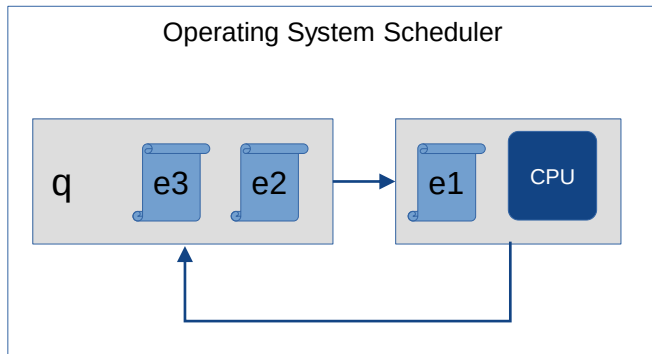 Operating System Scheduler
q e3 e2 e1 CPU